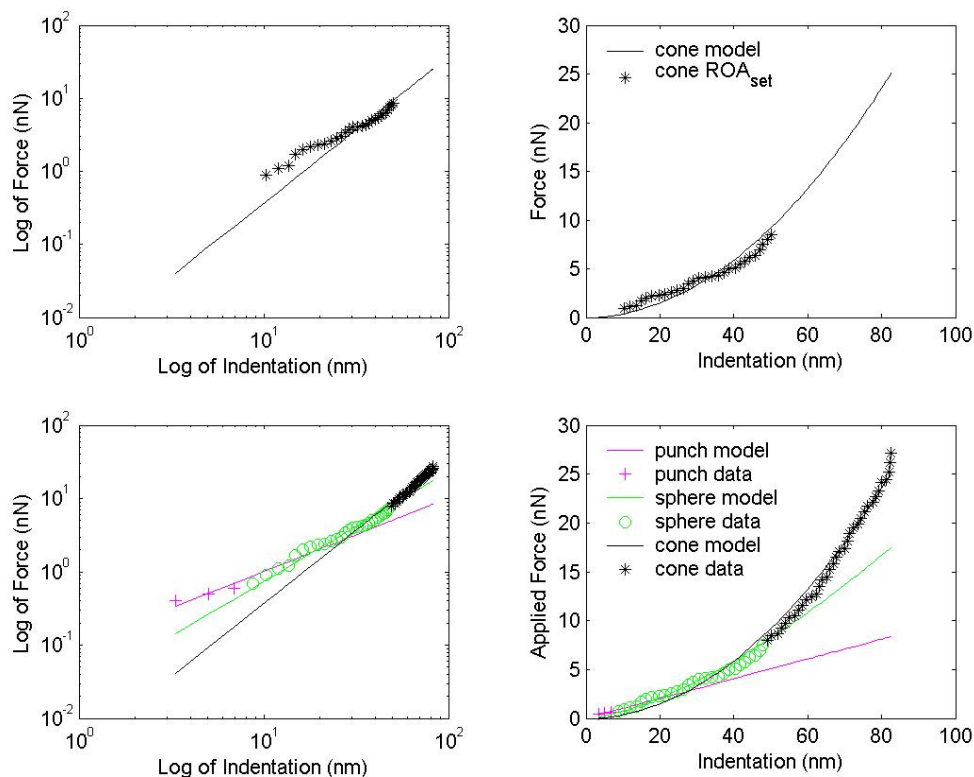 10^2
10^1
10^0
10^-1
10^-2
Log of Force (nN)
10^0
10^1
10^2
Log of Indentation (nm)
30
25
20
15
10
5
0
Force (nN)
cone model
cone ROA_set
0
20
40
60
80
100
Indentation (nm)
10^2
10^1
10^0
10^-1
10^-2
Log of Force (nN)
10^0
10^1
10^2
Log of Indentation (nm)
30
25
20
15
10
5
0
Applied Force (nN)
punch model
punch data
sphere model
sphere data
cone model
cone data
0
20
40
60
80
100
Indentation (nm)